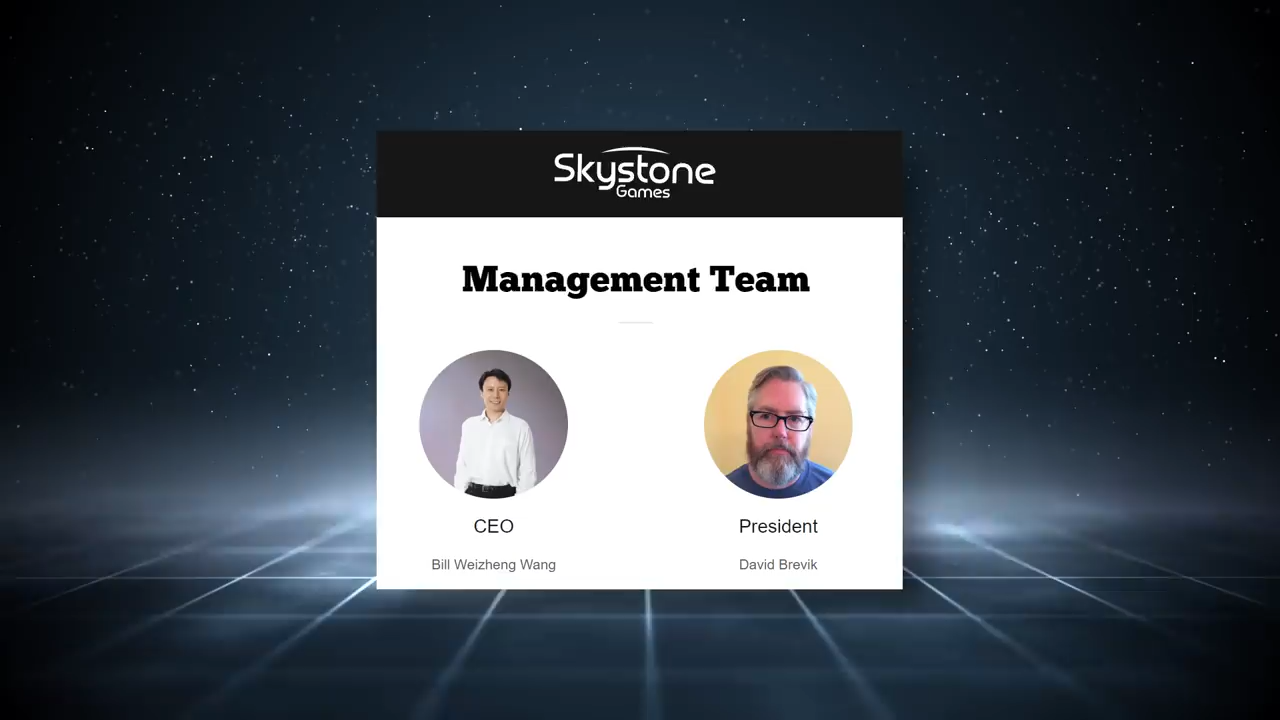 Skystone
Games
Management Team
CEO
President
Bill Weizheng Wang
David Brevik